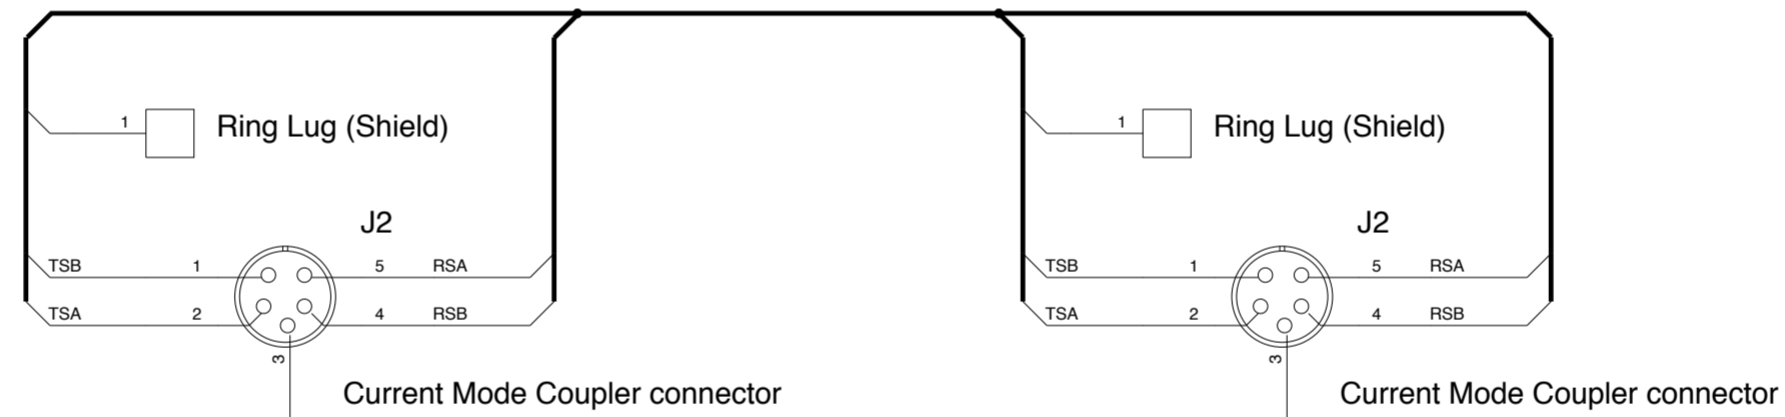 1 Ring Lug (Shield) 1 Ring Lug (Shield)
J2 J2
TSB 1 5 RSA TSB 1 5 RSA
TSA 2 4 RSB TSA 2 4 RSB
3 3
Current Mode Coupler connector Current Mode Coupler connector